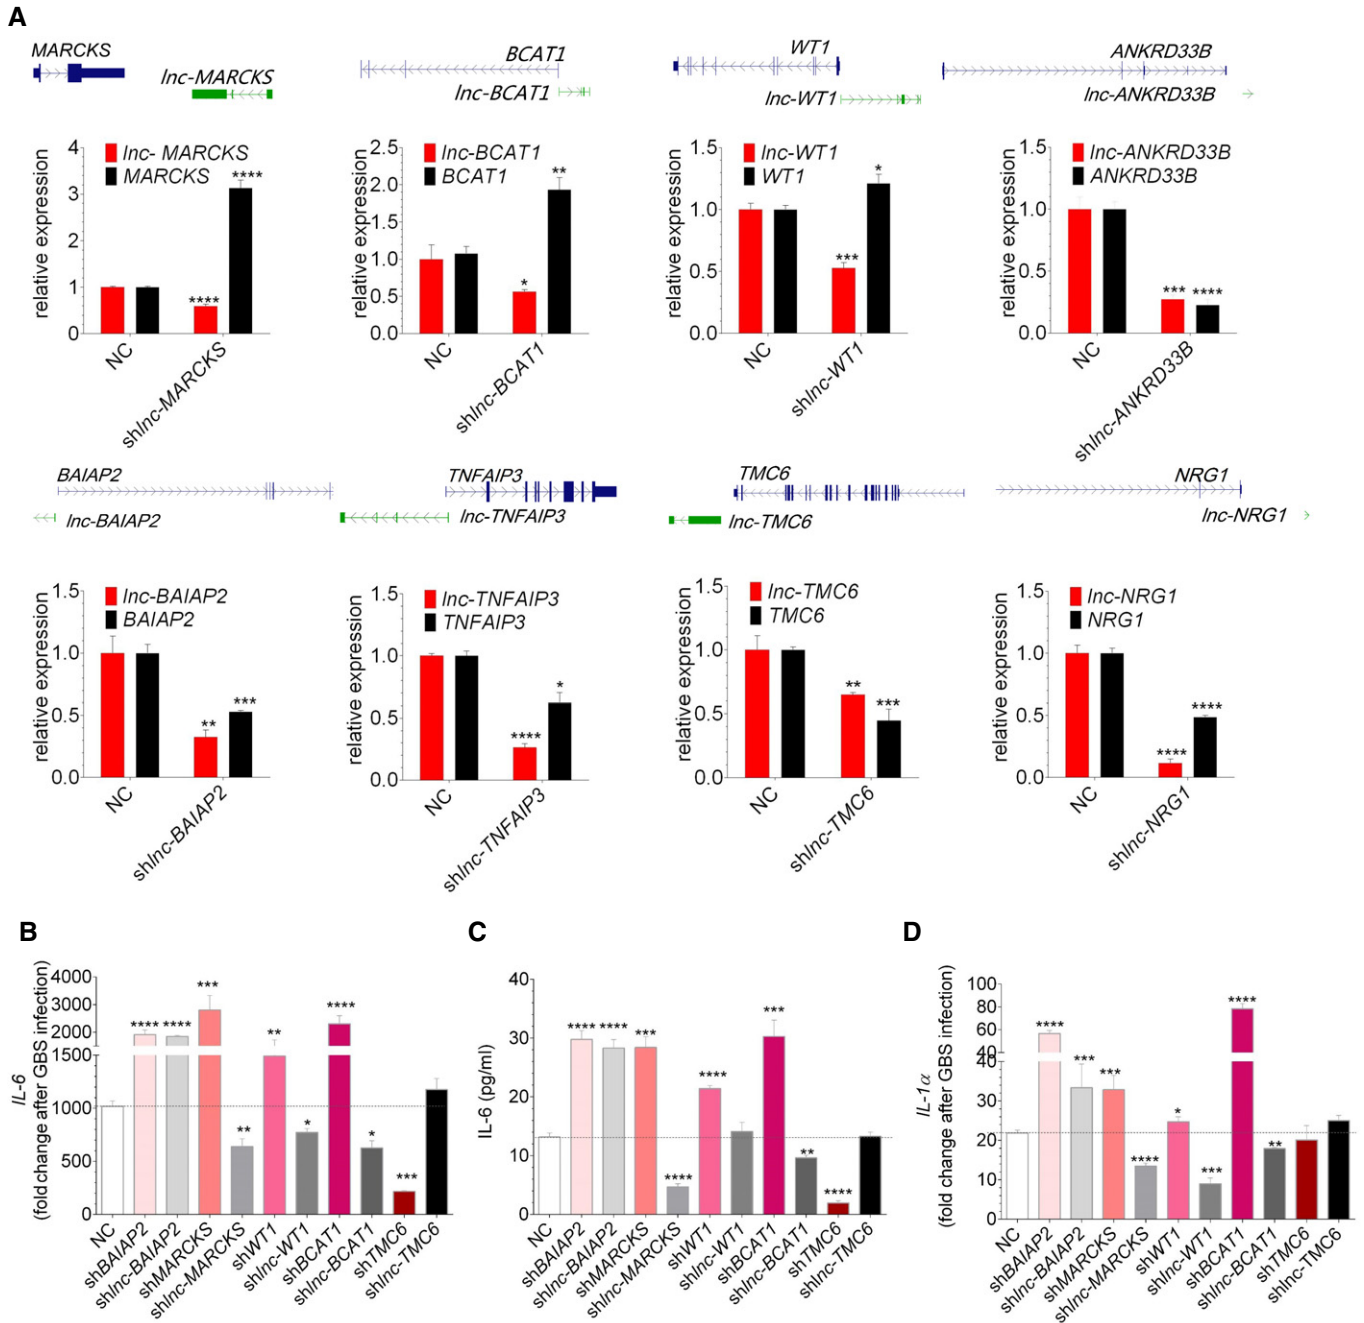 A
MARCKS
lnc-MARCKS
BCAT1
lnc-BCAT1
WT1
lnc-WT1
ANKRD33B
lnc-ANKRD33B
relative expression
4
3
2
1
0
lnc- MARCKS
MARCKS
****
****
NC
shlnc-MARCKS
relative expression
2.5
2.0
1.5
1.0
0.5
0.0
lnc-BCAT1
BCAT1
*
**
NC
shlnc-BCAT1
relative expression
1.5
1.0
0.5
0.0
lnc-WT1
WT1
***
*
NC
shlnc-WT1
relative expression
1.5
1.0
0.5
0.0
lnc-ANKRD33B
ANKRD33B
***
****
NC
shlnc-ANKRD33B
BAIAP2
lnc-BAIAP2
TNFAIP3
lnc-TNFAIP3
TMC6
lnc-TMC6
NRG1
lnc-NRG1
relative expression
1.5
1.0
0.5
0.0
lnc-BAIAP2
BAIAP2
**
***
NC
shlnc-BAIAP2
relative expression
1.5
1.0
0.5
0.0
lnc-TNFAIP3
TNFAIP3
****
*
NC
shlnc-TNFAIP3
relative expression
1.5
1.0
0.5
0.0
lnc-TMC6
TMC6
**
***
NC
shlnc-TMC6
relative expression
1.5
1.0
0.5
0.0
lnc-NRG1
NRG1
****
****
NC
shlnc-NRG1
B
IL-6
(fold change after GBS infection)
4000
3000
2000
1500
1000
500
0
****
****
***
**
**
*
****
*
***
NC
shBAIAP2
shlnc-BAIAP2
shMARCKS
shlnc-MARCKS
shWT1
shlnc-WT1
shBCAT1
shlnc-BCAT1
shTMC6
shlnc-TMC6
C
IL-6 (pg/ml)
40
30
20
10
0
****
****
***
****
****
***
**
****
NC
shBAIAP2
shlnc-BAIAP2
shMARCKS
shlnc-MARCKS
shWT1
shlnc-WT1
shBCAT1
shlnc-BCAT1
shTMC6
shlnc-TMC6
D
IL-1α
(fold change after GBS infection)
100
80
60
40
40
30
20
10
0
****
***
***
****
*
***
****
**
NC
shBAIAP2
shlnc-BAIAP2
shMARCKS
shlnc-MARCKS
shWT1
shlnc-WT1
shBCAT1
shlnc-BCAT1
shTMC6
shlnc-TMC6